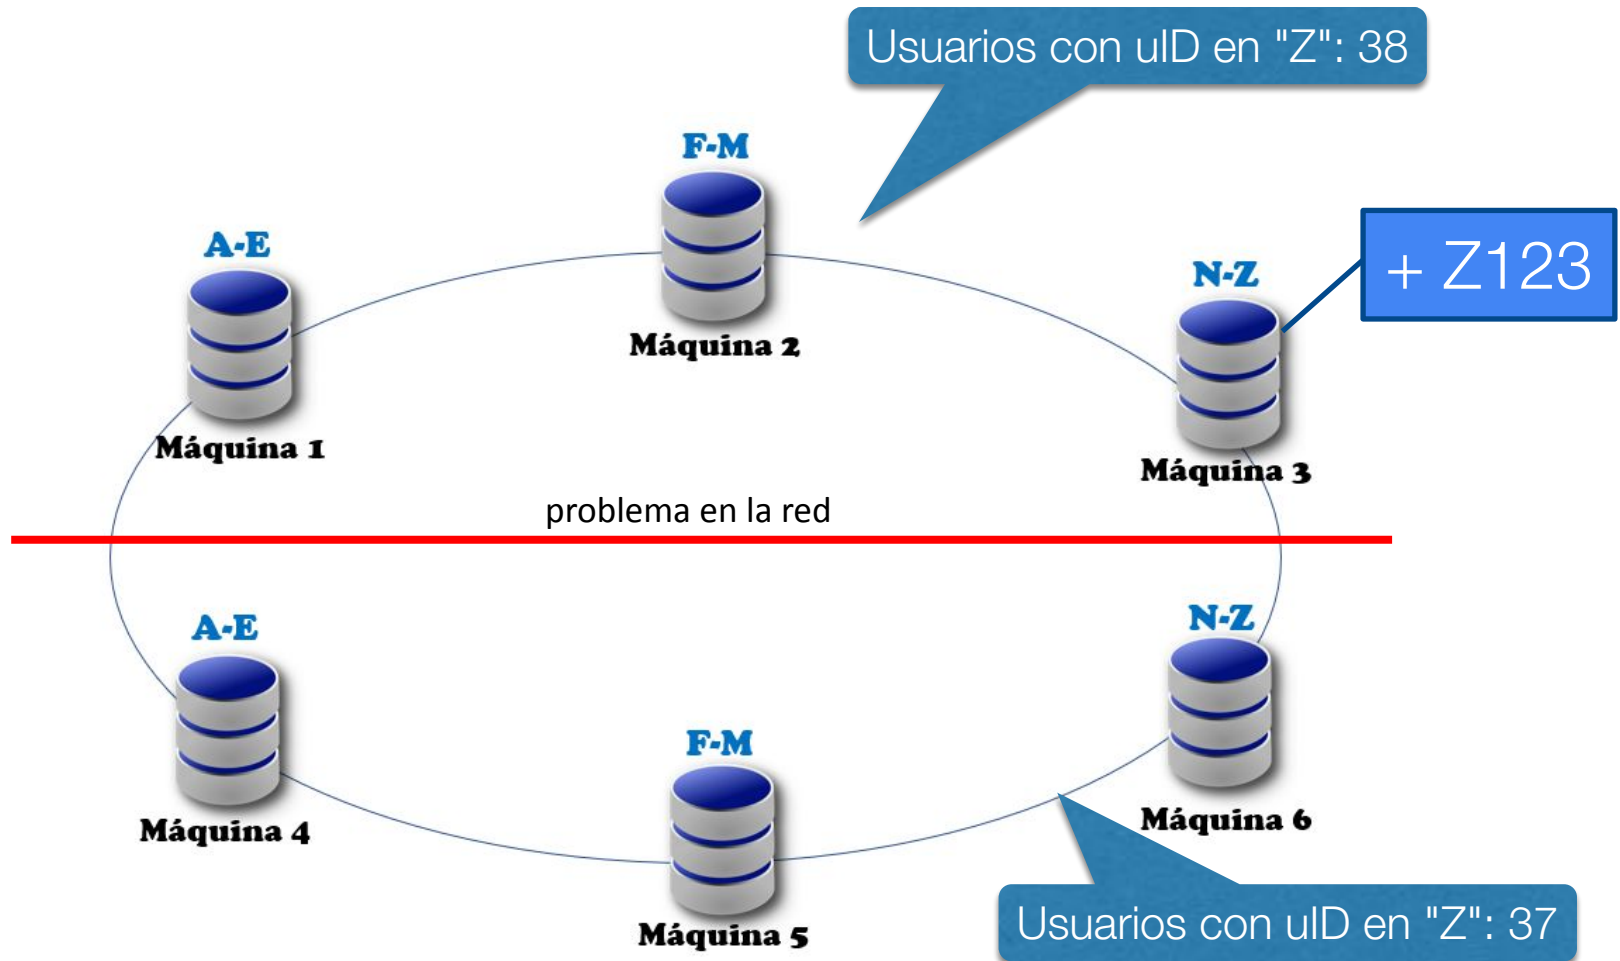 Usuarios con uID en "Z": 38
F-M
A-E
N-Z
+ Z123
Máquina 2
Máquina 1
Máquina 3
problema en la red
A-E
N-Z
F-M
Máquina 4
Máquina 6
Máquina 5
Usuarios con uID en "Z": 37